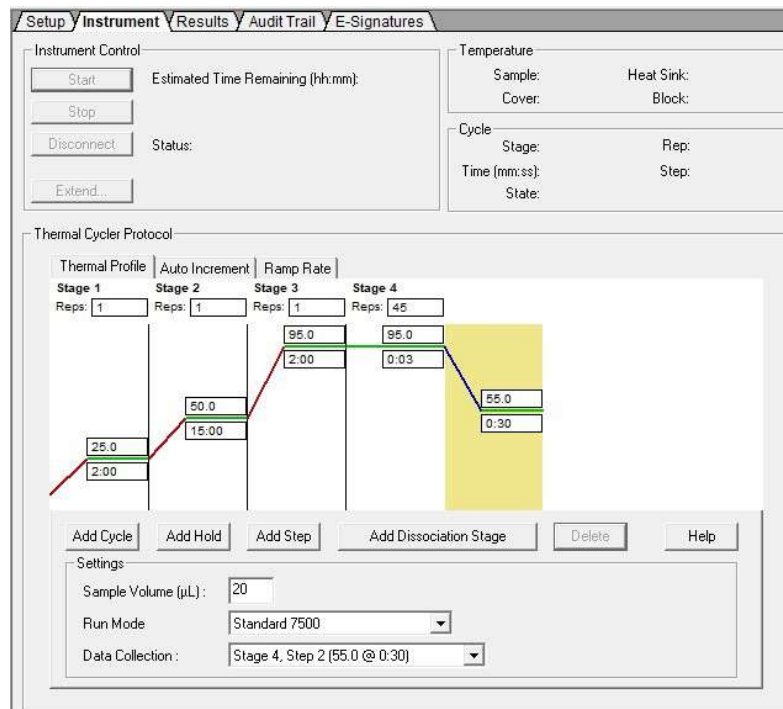 Setup Instrument Results Audit Trail E-Signatures
Instrument Control
Start Estimated Time Remaining (hh:mm):
Stop
Disconnect Status:
Extend...
Temperature
Sample: Heat Sink:
Cover: Block:
Cycle
Stage: Rep:
Time (mm:ss): Step:
State:
Thermal Cycler Protocol
Thermal Profile Auto Increment Ramp Rate
Stage 1 Stage 2 Stage 3 Stage 4
Reps: 1 Reps: 1 Reps: 1 Reps: 45
95.0 95.0
2:00 0:03
50.0 55.0
15:00 0:30
25.0
2:00
Add Cycle Add Hold Add Step Add Dissociation Stage Delete Help
Settings
Sample Volume (µL) : 20
Run Mode Standard 7500
Data Collection : Stage 4, Step 2 (55.0 @ 0:30)